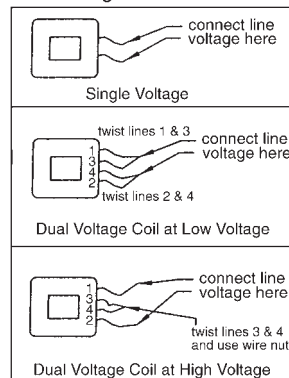 connect line
voltage here
Single Voltage
twist lines 1 & 3
1
3
4
2
connect line
voltage here
twist lines 2 & 4
Dual Voltage Coil at Low Voltage
1
3
4
2
connect line
voltage here
twist lines 3 & 4
and use wire nut
Dual Voltage Coil at High Voltage